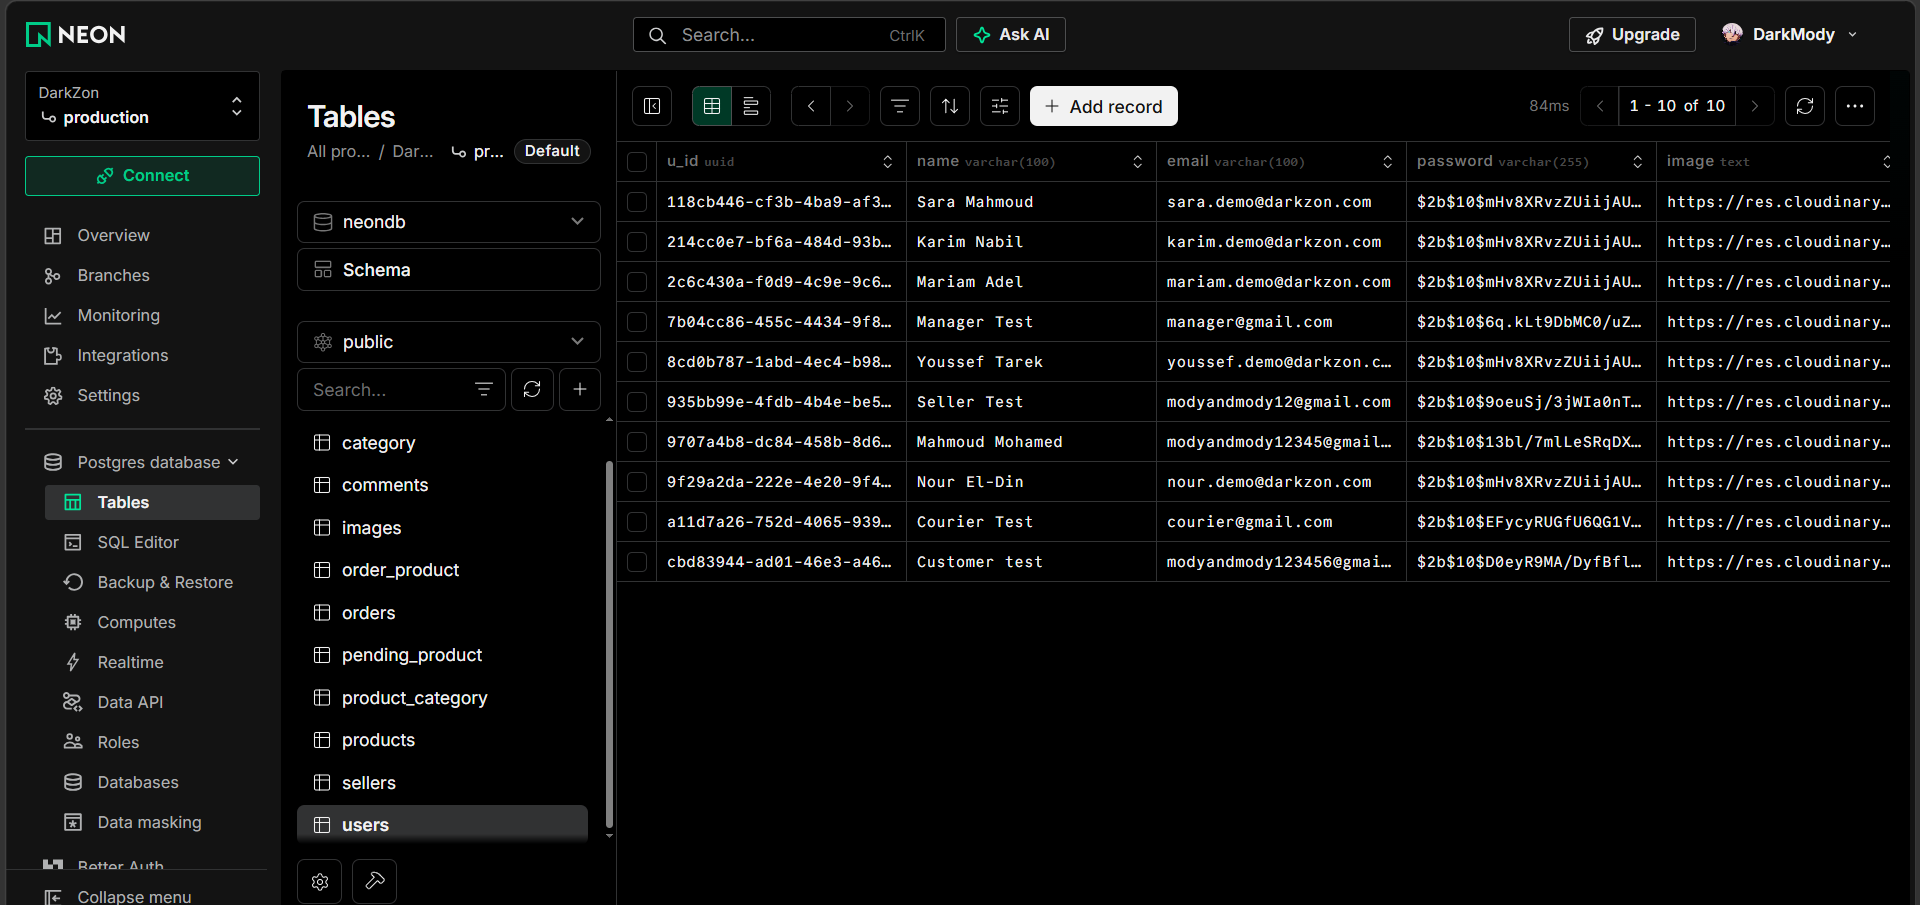 NEON
Search... CtrlK
Ask AI
Upgrade
DarkMody
DarkZon
production
Connect
Overview
Branches
Monitoring
Integrations
Settings
Postgres database
Tables
SQL Editor
Backup & Restore
Computes
Realtime
Data API
Roles
Databases
Data masking
Better Auth
Collapse menu
Tables
All pro... / Dar... pr... Default
neondb
Schema
public
Search...
category
comments
images
order_product
orders
pending_product
product_category
products
sellers
users
Add record
84ms
1 - 10 of 10
u_id uuid name varchar(100) email varchar(100) password varchar(255) image text
118cb446-cf3b-4ba9-af3… Sara Mahmoud sara.demo@darkzon.com $2b$10$mHv8XRvzZUiijAU… https://res.cloudinary…
214cc0e7-bf6a-484d-93b… Karim Nabil karim.demo@darkzon.com $2b$10$mHv8XRvzZUiijAU… https://res.cloudinary…
2c6c430a-f0d9-4c9e-9c6… Mariam Adel mariam.demo@darkzon.com $2b$10$mHv8XRvzZUiijAU… https://res.cloudinary…
7b04cc86-455c-4434-9f8… Manager Test manager@gmail.com $2b$10$6q.kLt9DbMC0/uZ… https://res.cloudinary…
8cd0b787-1abd-4ec4-b98… Youssef Tarek youssef.demo@darkzon.c… $2b$10$mHv8XRvzZUiijAU… https://res.cloudinary…
935bb99e-4fdb-4b4e-be5… Seller Test modyandmody12@gmail.com $2b$10$9oeuSj/3jWIa0nT… https://res.cloudinary…
9707a4b8-dc84-458b-8d6… Mahmoud Mohamed modyandmody12345@gmail… $2b$10$13bl/7mlLeSRqDX… https://res.cloudinary…
9f29a2da-222e-4e20-9f4… Nour El-Din nour.demo@darkzon.com $2b$10$mHv8XRvzZUiijAU… https://res.cloudinary…
a11d7a26-752d-4065-939… Courier Test courier@gmail.com $2b$10$EFycyRUGfU6QG1V… https://res.cloudinary…
cbd83944-ad01-46e3-a46… Customer test modyandmody123456@gmai… $2b$10$D0eyR9MA/DyfBfl… https://res.cloudinary…